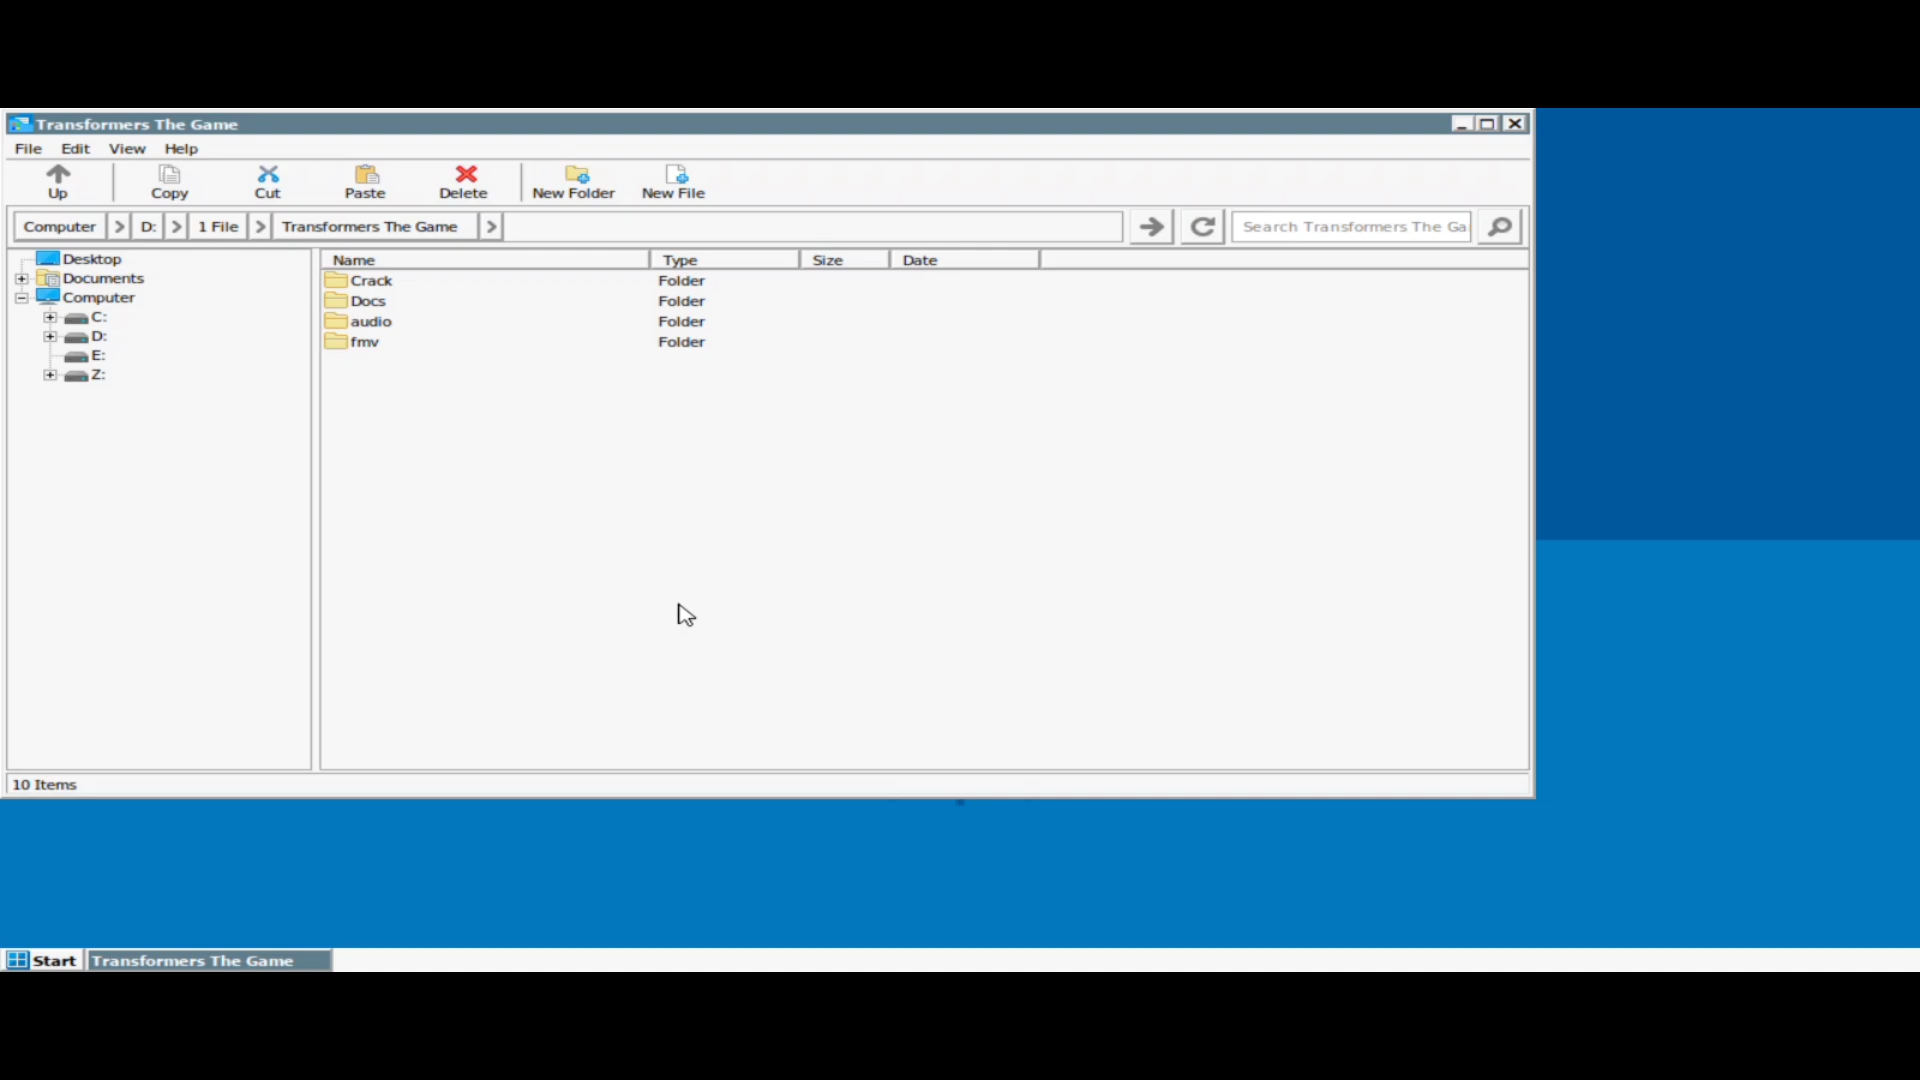 Transformers The Game
File Edit View Help
Up Copy Cut Paste Delete New Folder New File
Computer > D: > 1 File > Transformers The Game > Search Transformers The Ga
Desktop
Documents
Computer
C:
D:
E:
Z:
Name Type Size Date
Crack Folder
Docs Folder
audio Folder
fmv Folder
10 Items
Start Transformers The Game